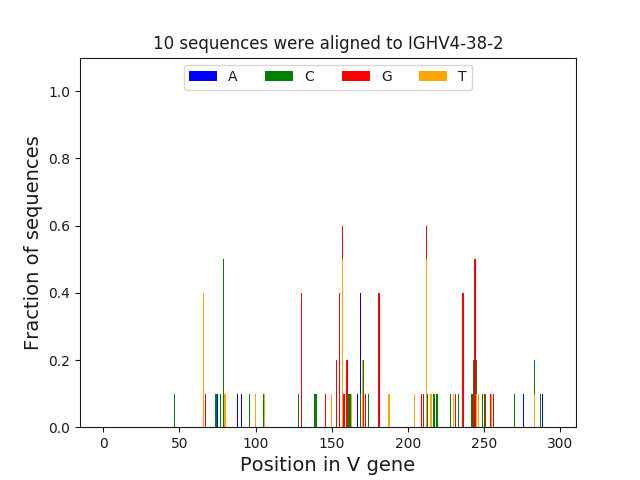 10 sequences were aligned to IGHV4-38-2
A C G T
1.0
0.8
0.6
0.4
0.2
0.0
Fraction of sequences
0 50 100 150 200 250 300
Position in V gene